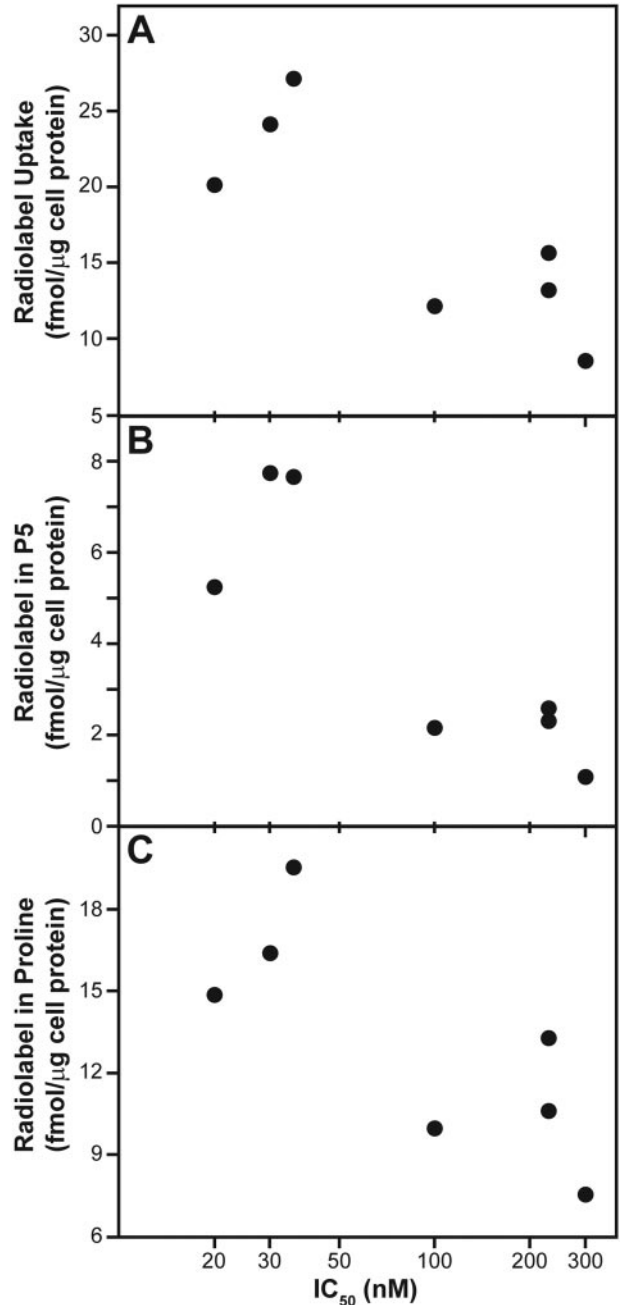 A
Radiolabel Uptake
(fmol/μg cell protein)
30
25
20
15
10
5
B
Radiolabel in P5
(fmol/μg cell protein)
8
6
4
2
0
C
Radiolabel in Proline
(fmol/μg cell protein)
18
15
12
9
6
20 30 50 100 200 300
IC50 (nM)